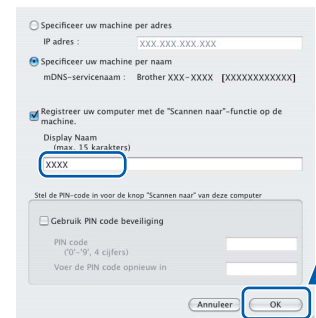 Specificeer uw machine per adres
IP adres : XXX.XXX.XXX.XXX
Specificeer uw machine per naam
mDNS-servicenaam : Brother XXX-XXXX [XXXXXXXXXXXX]
Registreer uw computer met de "Scannen naar"-functie op de
machine.
Display Naam
(max. 15 karakters)
XXXX
Stel de PIN-code in voor de knop "Scannen naar" van deze computer
Gebruik PIN code beveiliging
PIN code
('0'-'9', 4 cijfers)
Voer de PIN code opnieuw in
Annuleer OK